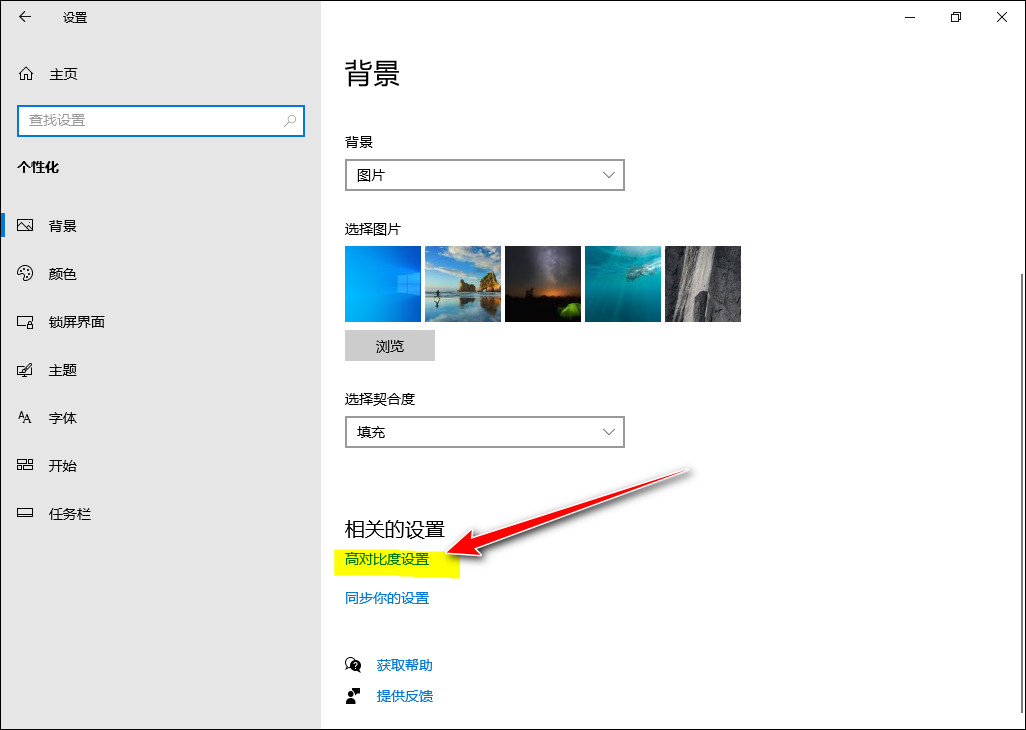 设置
主页
查找设置
个性化
背景
颜色
锁屏界面
主题
字体
开始
任务栏
背景
背景
图片
选择图片
浏览
选择契合度
填充
相关的设置
高对比度设置
同步你的设置
获取帮助
提供反馈